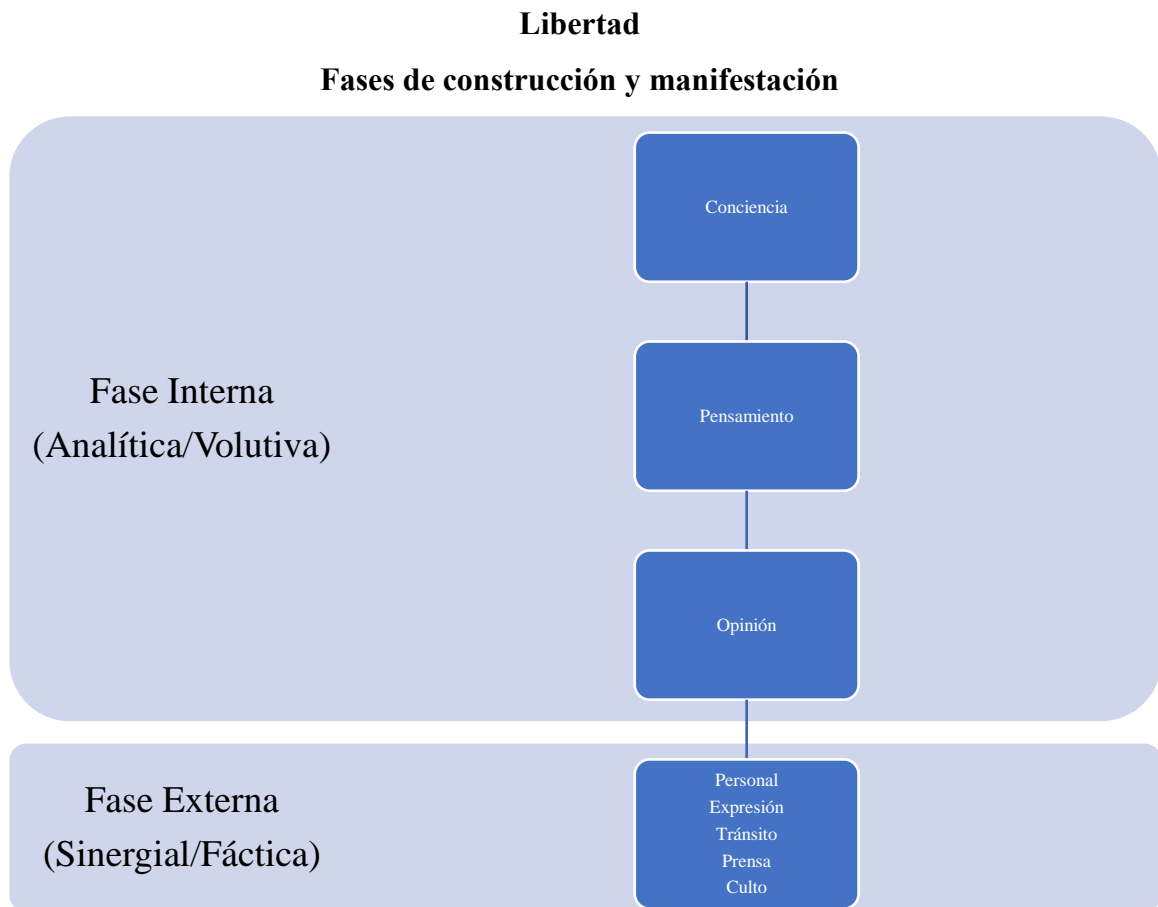 Libertad
Fases de construcción y manifestación
Conciencia
Fase Interna
(Analítica/Volutiva)
Pensamiento
Opinión
Fase Externa
(Sinergial/Fáctica)
Personal
Expresión
Tránsito
Prensa
Culto